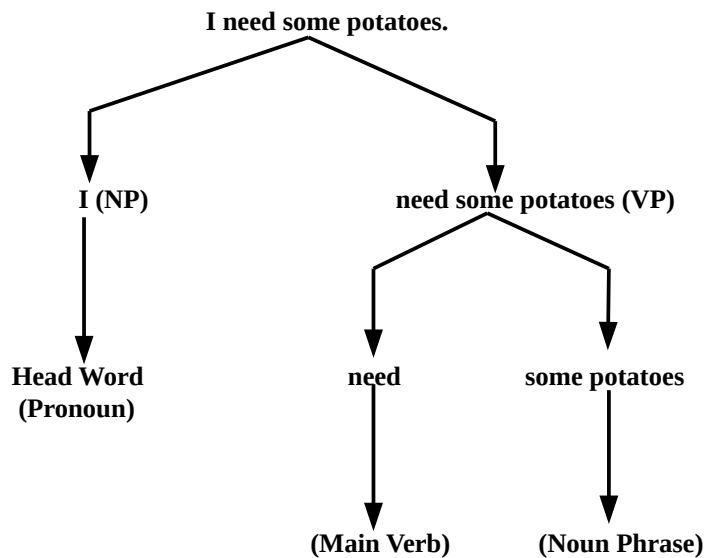 I need some potatoes.
I (NP)
need some potatoes (VP)
Head Word
(Pronoun)
need
some potatoes
(Main Verb)
(Noun Phrase)